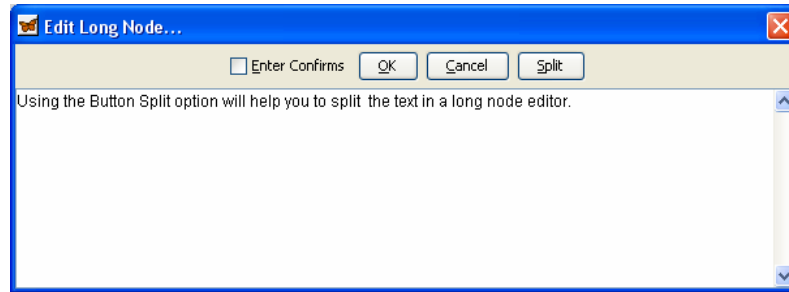 Edit Long Node...
Enter Confirms OK Cancel Split
Using the Button Split option will help you to split the text in a long node editor.